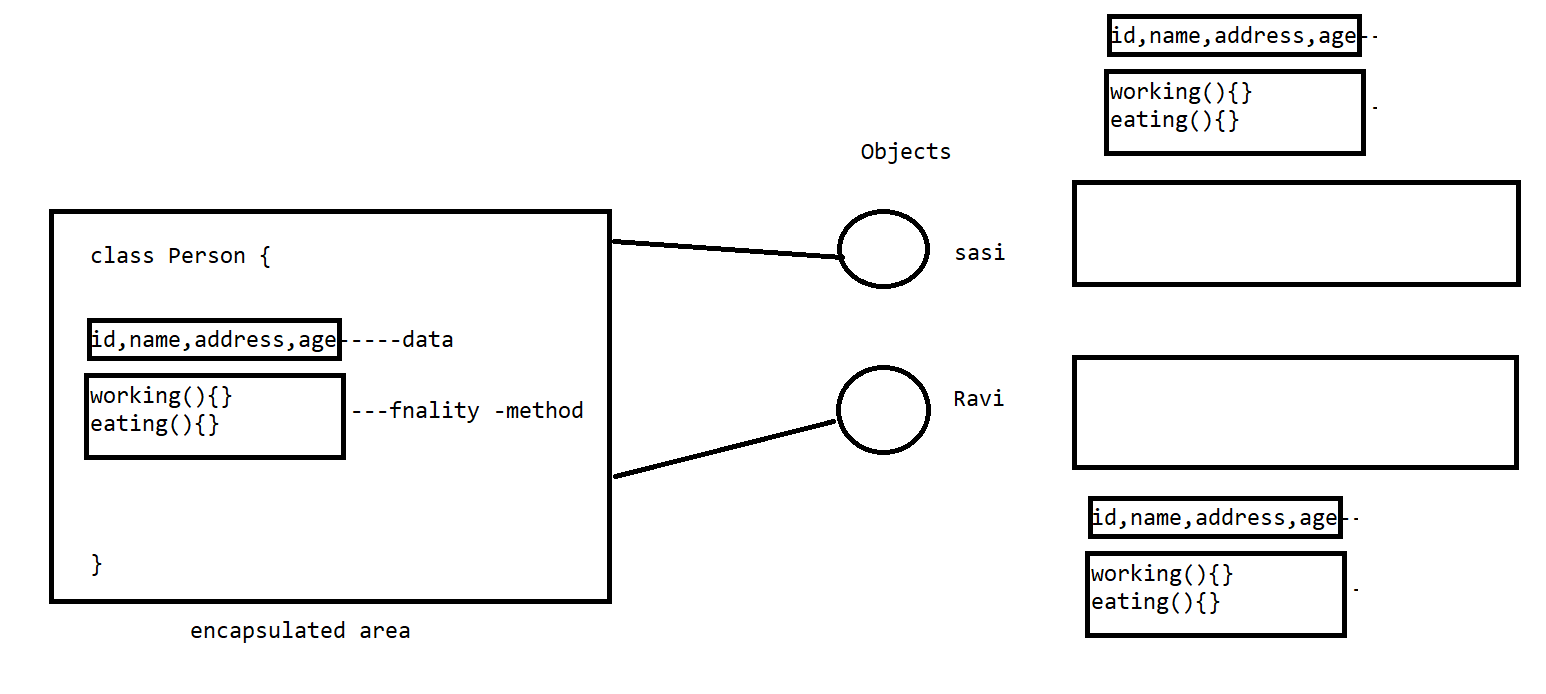 id,name,address,age--
working(){}
eating(){} -
Objects
class Person {
sasi
id,name,address,age-----data
working(){}
eating(){}
---fnality -method
Ravi
id,name,address,age--
working(){}
eating(){} -
}
encapsulated area